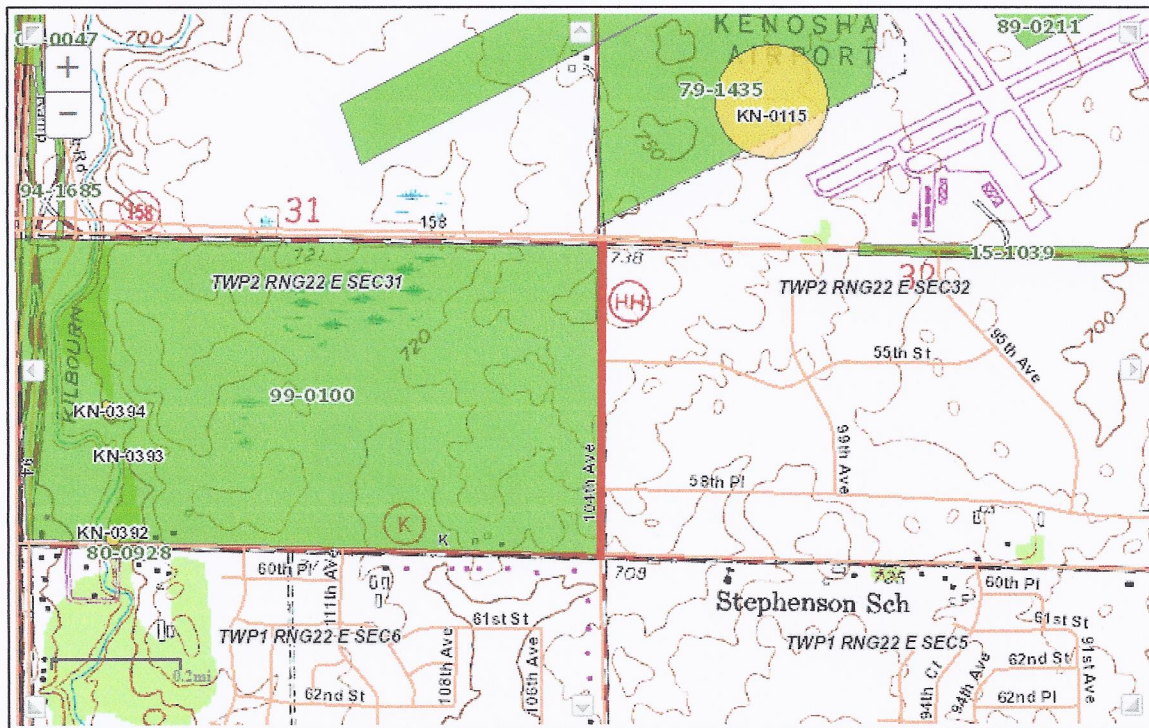 0047
700
KENOSHA
AIRPORT
89-0211
79-1435
KN-0115
750
+
−
Rd
94-1685
158
31
158
721
738
15-1039
32
TWP2 RNG22 E SEC31
TWP2 RNG22 E SEC32
HH
KILBOURN
720
55th St
95th Ave
700
99-0100
KN-0394
KN-0393
94
104th Ave
99th Ave
58th Pl
K
K
KN-0392
80-0928
60th Pl
111th Ave
709
725
60th Pl
Stephenson Sch
61st St
61st St
TWP1 RNG22 E SEC6
TWP1 RNG22 E SEC5
108th Ave
106th Ave
62nd St
62nd St
94th Ct
94th Ave
91st Ave
0.2mi
62nd Pl